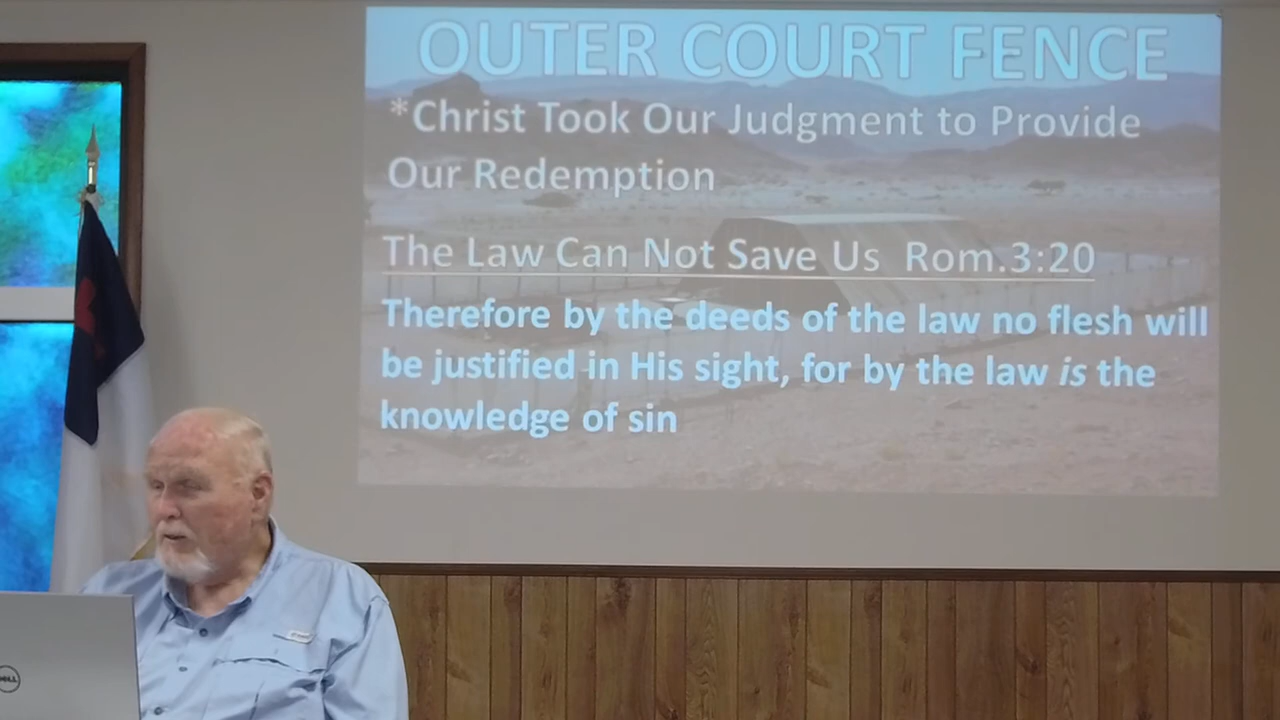 OUTER COURT FENCE
*Christ Took Our Judgment to Provide
Our Redemption
The Law Can Not Save Us Rom.3:20
Therefore by the deeds of the law no flesh will
be justified in His sight, for by the law is the
knowledge of sin
DELL